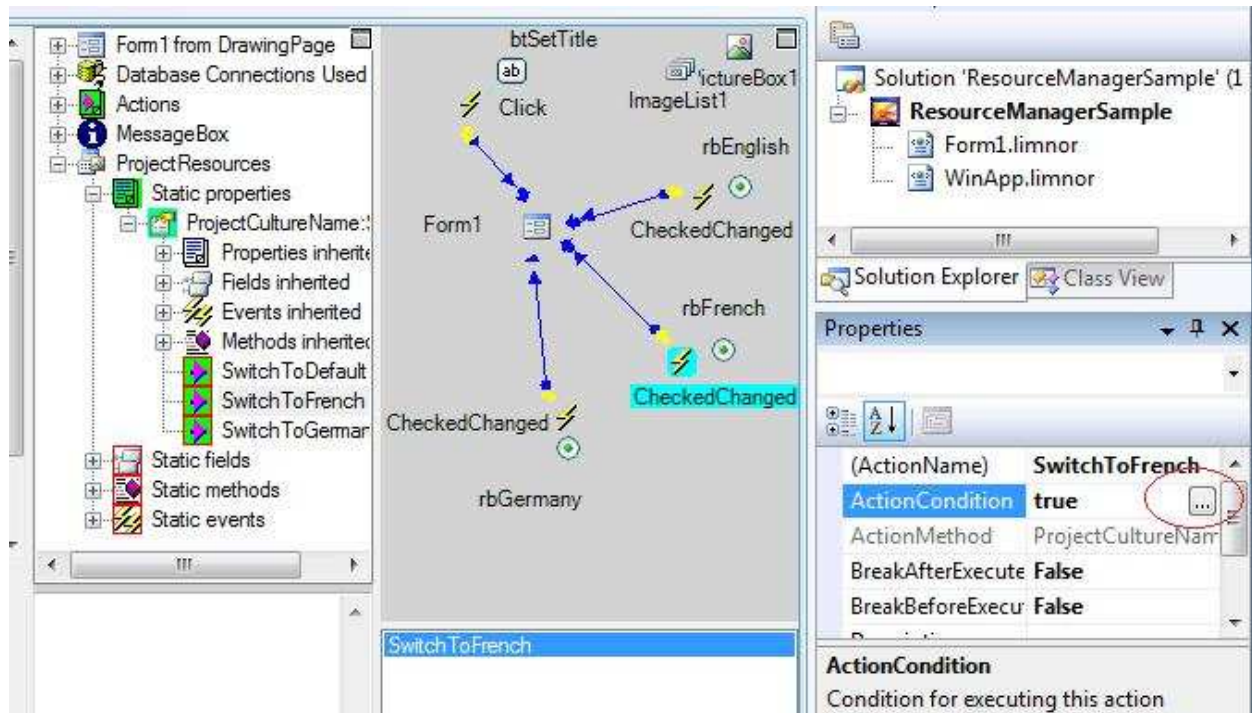 Form1 from DrawingPage
Database Connections Used
Actions
MessageBox
ProjectResources
Static properties
ProjectCultureName:
Properties inherite
Fields inherited
Events inherited
Methods inherited
SwitchToDefault
SwitchToFrench
SwitchToGerman
Static fields
Static methods
Static events
btSetTitle
ab
Click
ictureBox1
ImageList1
rbEnglish
Form1
CheckedChanged
rbFrench
CheckedChanged
CheckedChanged
rbGermany
SwitchToFrench
Solution 'ResourceManagerSample' (1
ResourceManagerSample
Form1.limnor
WinApp.limnor
Solution Explorer
Class View
Properties
(ActionName) SwitchToFrench
ActionCondition true ...
ActionMethod ProjectCultureNam
BreakAfterExecute False
BreakBeforeExecu False
ActionCondition
Condition for executing this action